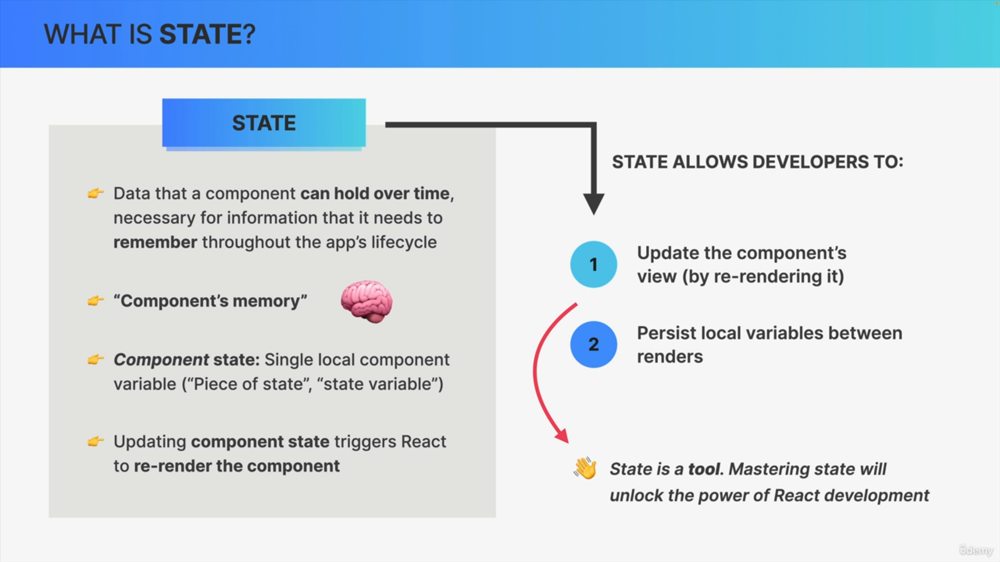 WHAT IS STATE?
STATE
Data that a component can hold over time,
necessary for information that it needs to
remember throughout the app’s lifecycle
“Component’s memory”
Component state: Single local component
variable (“Piece of state”, “state variable”)
Updating component state triggers React
to re-render the component
STATE ALLOWS DEVELOPERS TO:
1
Update the component’s
view (by re-rendering it)
2
Persist local variables between
renders
State is a tool. Mastering state will
unlock the power of React development
ûdemy